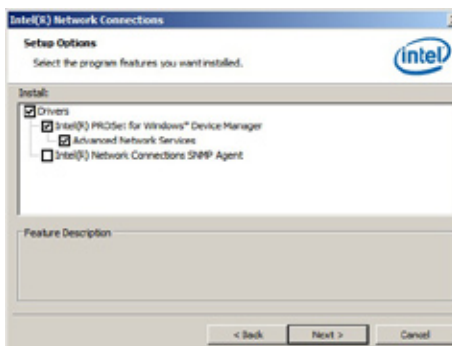 Intel(R) Network Connections
Setup Options
Select the program features you want installed.
intel
Install:
Drivers
Intel(R) PROSet for Windows* Device Manager
Advanced Network Services
Intel(R) Network Connections SNMP Agent
Feature Description
< Back
Next >
Cancel